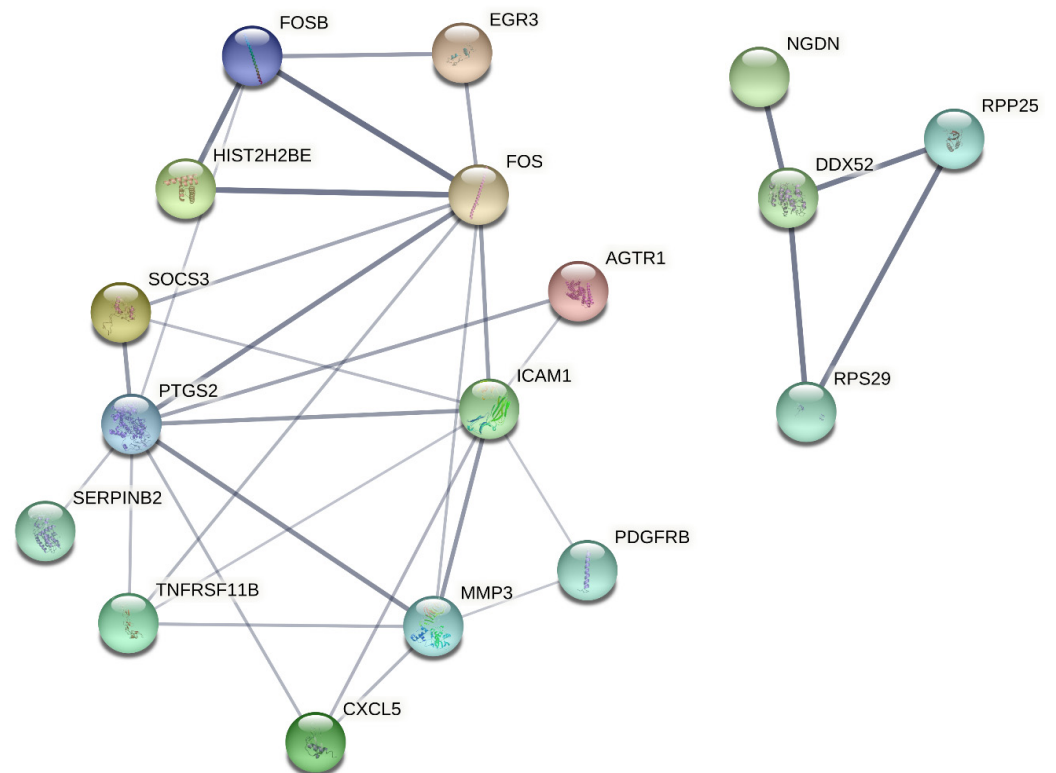 FOSB
EGR3
NGDN
RPP25
HIST2H2BE
FOS
DDX52
AGTR1
SOCS3
PTGS2
ICAM1
RPS29
SERPINB2
PDGFRB
TNFRSF11B
MMP3
CXCL5